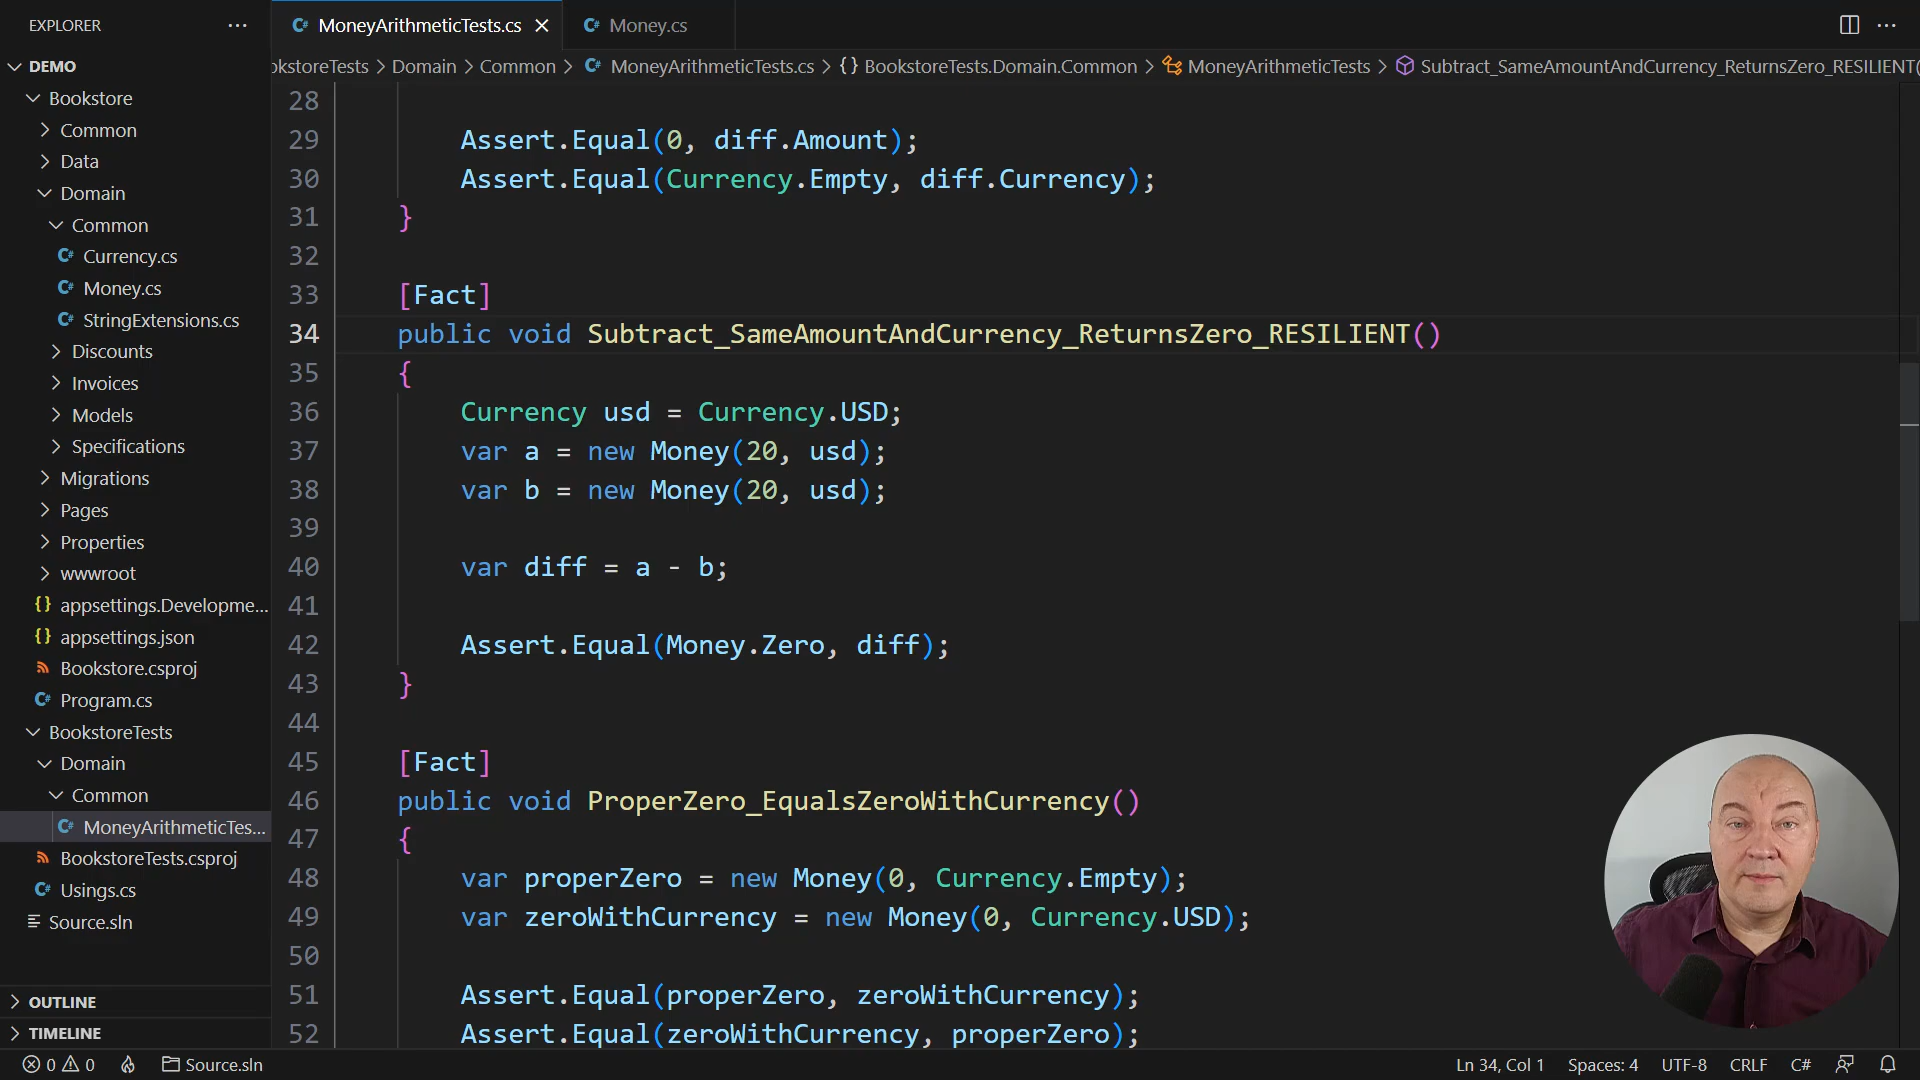 EXPLORER
DEMO
Bookstore
Common
Data
Domain
Common
Currency.cs
Money.cs
StringExtensions.cs
Discounts
Invoices
Models
Specifications
Migrations
Pages
Properties
wwwroot
appsettings.Developme...
appsettings.json
Bookstore.csproj
Program.cs
BookstoreTests
Domain
Common
MoneyArithmeticTes...
BookstoreTests.csproj
Usings.cs
Source.sln
OUTLINE
TIMELINE
MoneyArithmeticTests.cs
Money.cs
okstoreTests > Domain > Common > MoneyArithmeticTests.cs > {} BookstoreTests.Domain.Common > MoneyArithmeticTests > Subtract_SameAmountAndCurrency_ReturnsZero_RESILIENT(
28
29 Assert.Equal(0, diff.Amount);
30 Assert.Equal(Currency.Empty, diff.Currency);
31 }
32
33 [Fact]
34 public void Subtract_SameAmountAndCurrency_ReturnsZero_RESILIENT()
35 {
36 Currency usd = Currency.USD;
37 var a = new Money(20, usd);
38 var b = new Money(20, usd);
39
40 var diff = a - b;
41
42 Assert.Equal(Money.Zero, diff);
43 }
44
45 [Fact]
46 public void ProperZero_EqualsZeroWithCurrency()
47 {
48 var properZero = new Money(0, Currency.Empty);
49 var zeroWithCurrency = new Money(0, Currency.USD);
50
51 Assert.Equal(properZero, zeroWithCurrency);
52 Assert.Equal(zeroWithCurrency, properZero);
0 0 Source.sln Ln 34, Col 1 Spaces: 4 UTF-8 CRLF C#